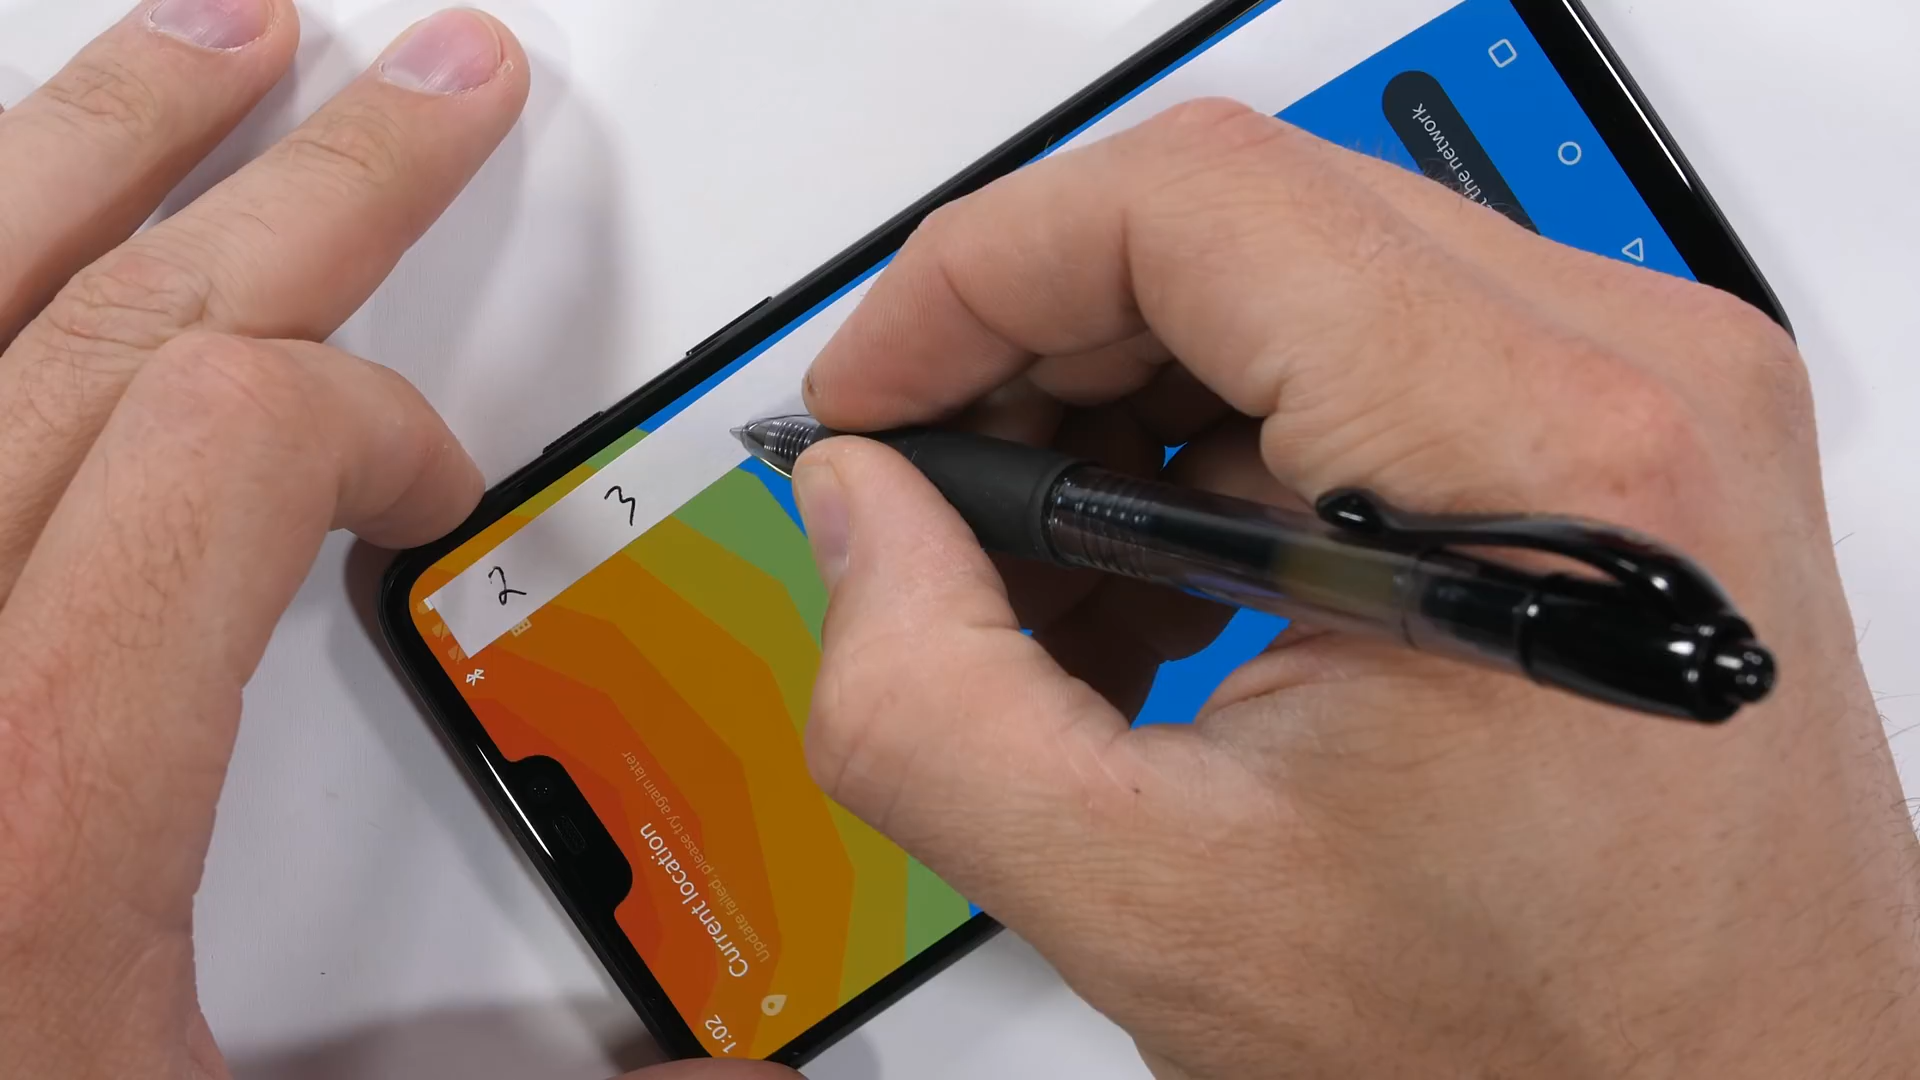 2
3
1:02
Current location
Update failed, please try again later
the network